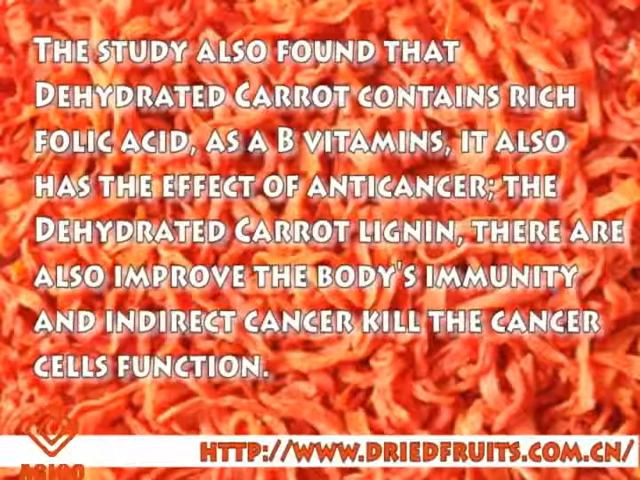 The study also found that
Dehydrated Carrot contains rich
folic acid, as a B vitamins, it also
has the effect of anticancer; the
Dehydrated Carrot lignin, there are
also improve the body's immunity
and indirect cancer kill the cancer
cells function.
HTTP://WWW.DRIEDFRUITS.COM.CN/